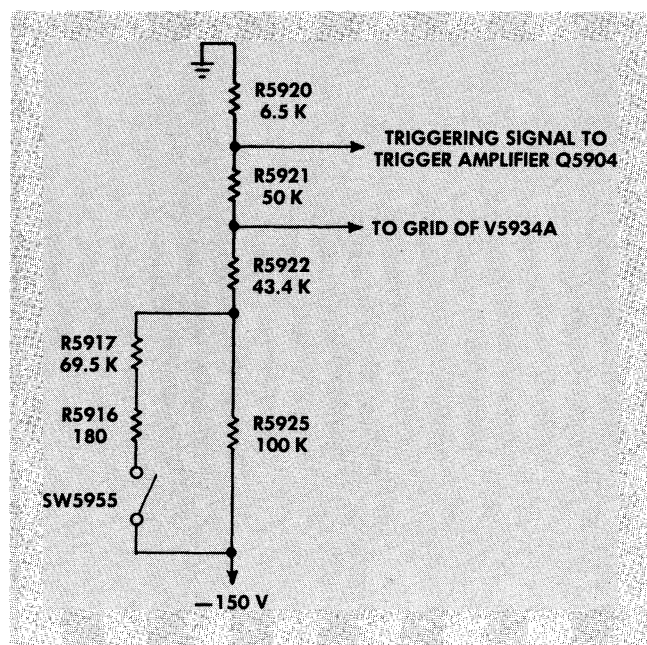 R5920
6.5 K
TRIGGERING SIGNAL TO
TRIGGER AMPLIFIER Q5904
R5921
50 K
TO GRID OF V5934A
R5922
43.4 K
R5917
69.5 K
R5916
180
R5925
100 K
SW5955
—150 V